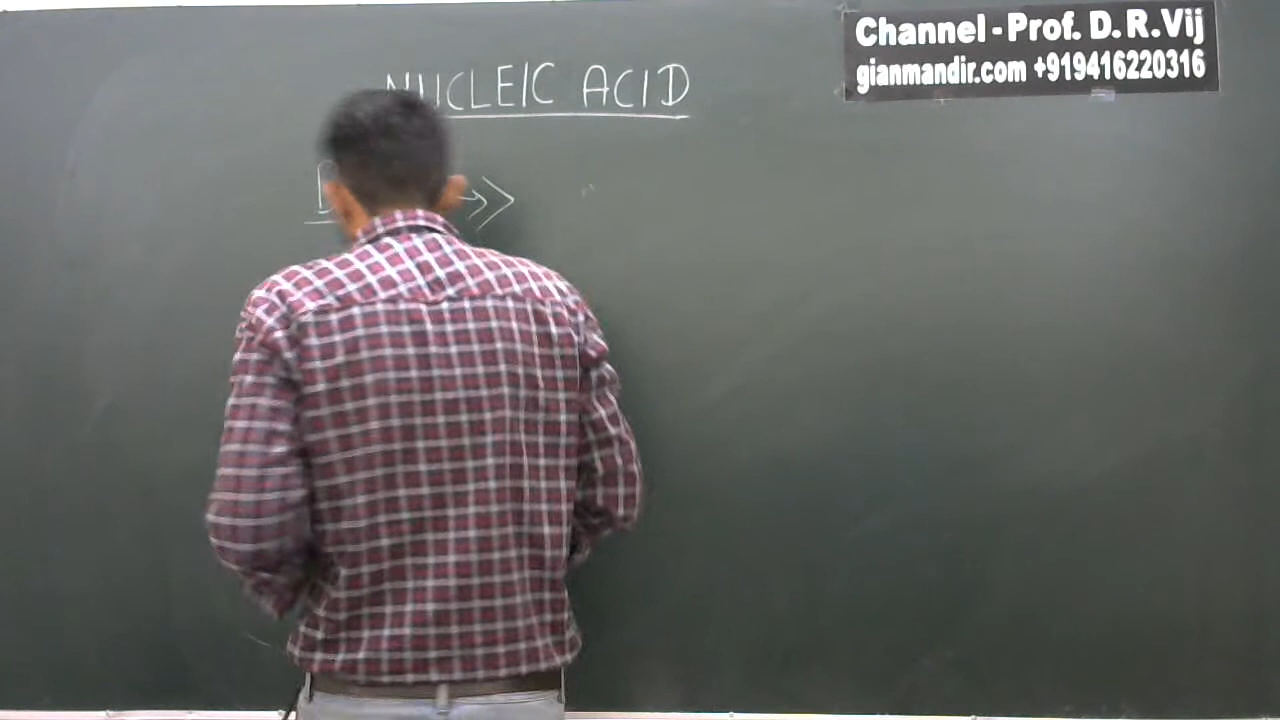 Channel - Prof. D. R. Vij
gianmandir.com +919416220316
NUCLEIC ACID